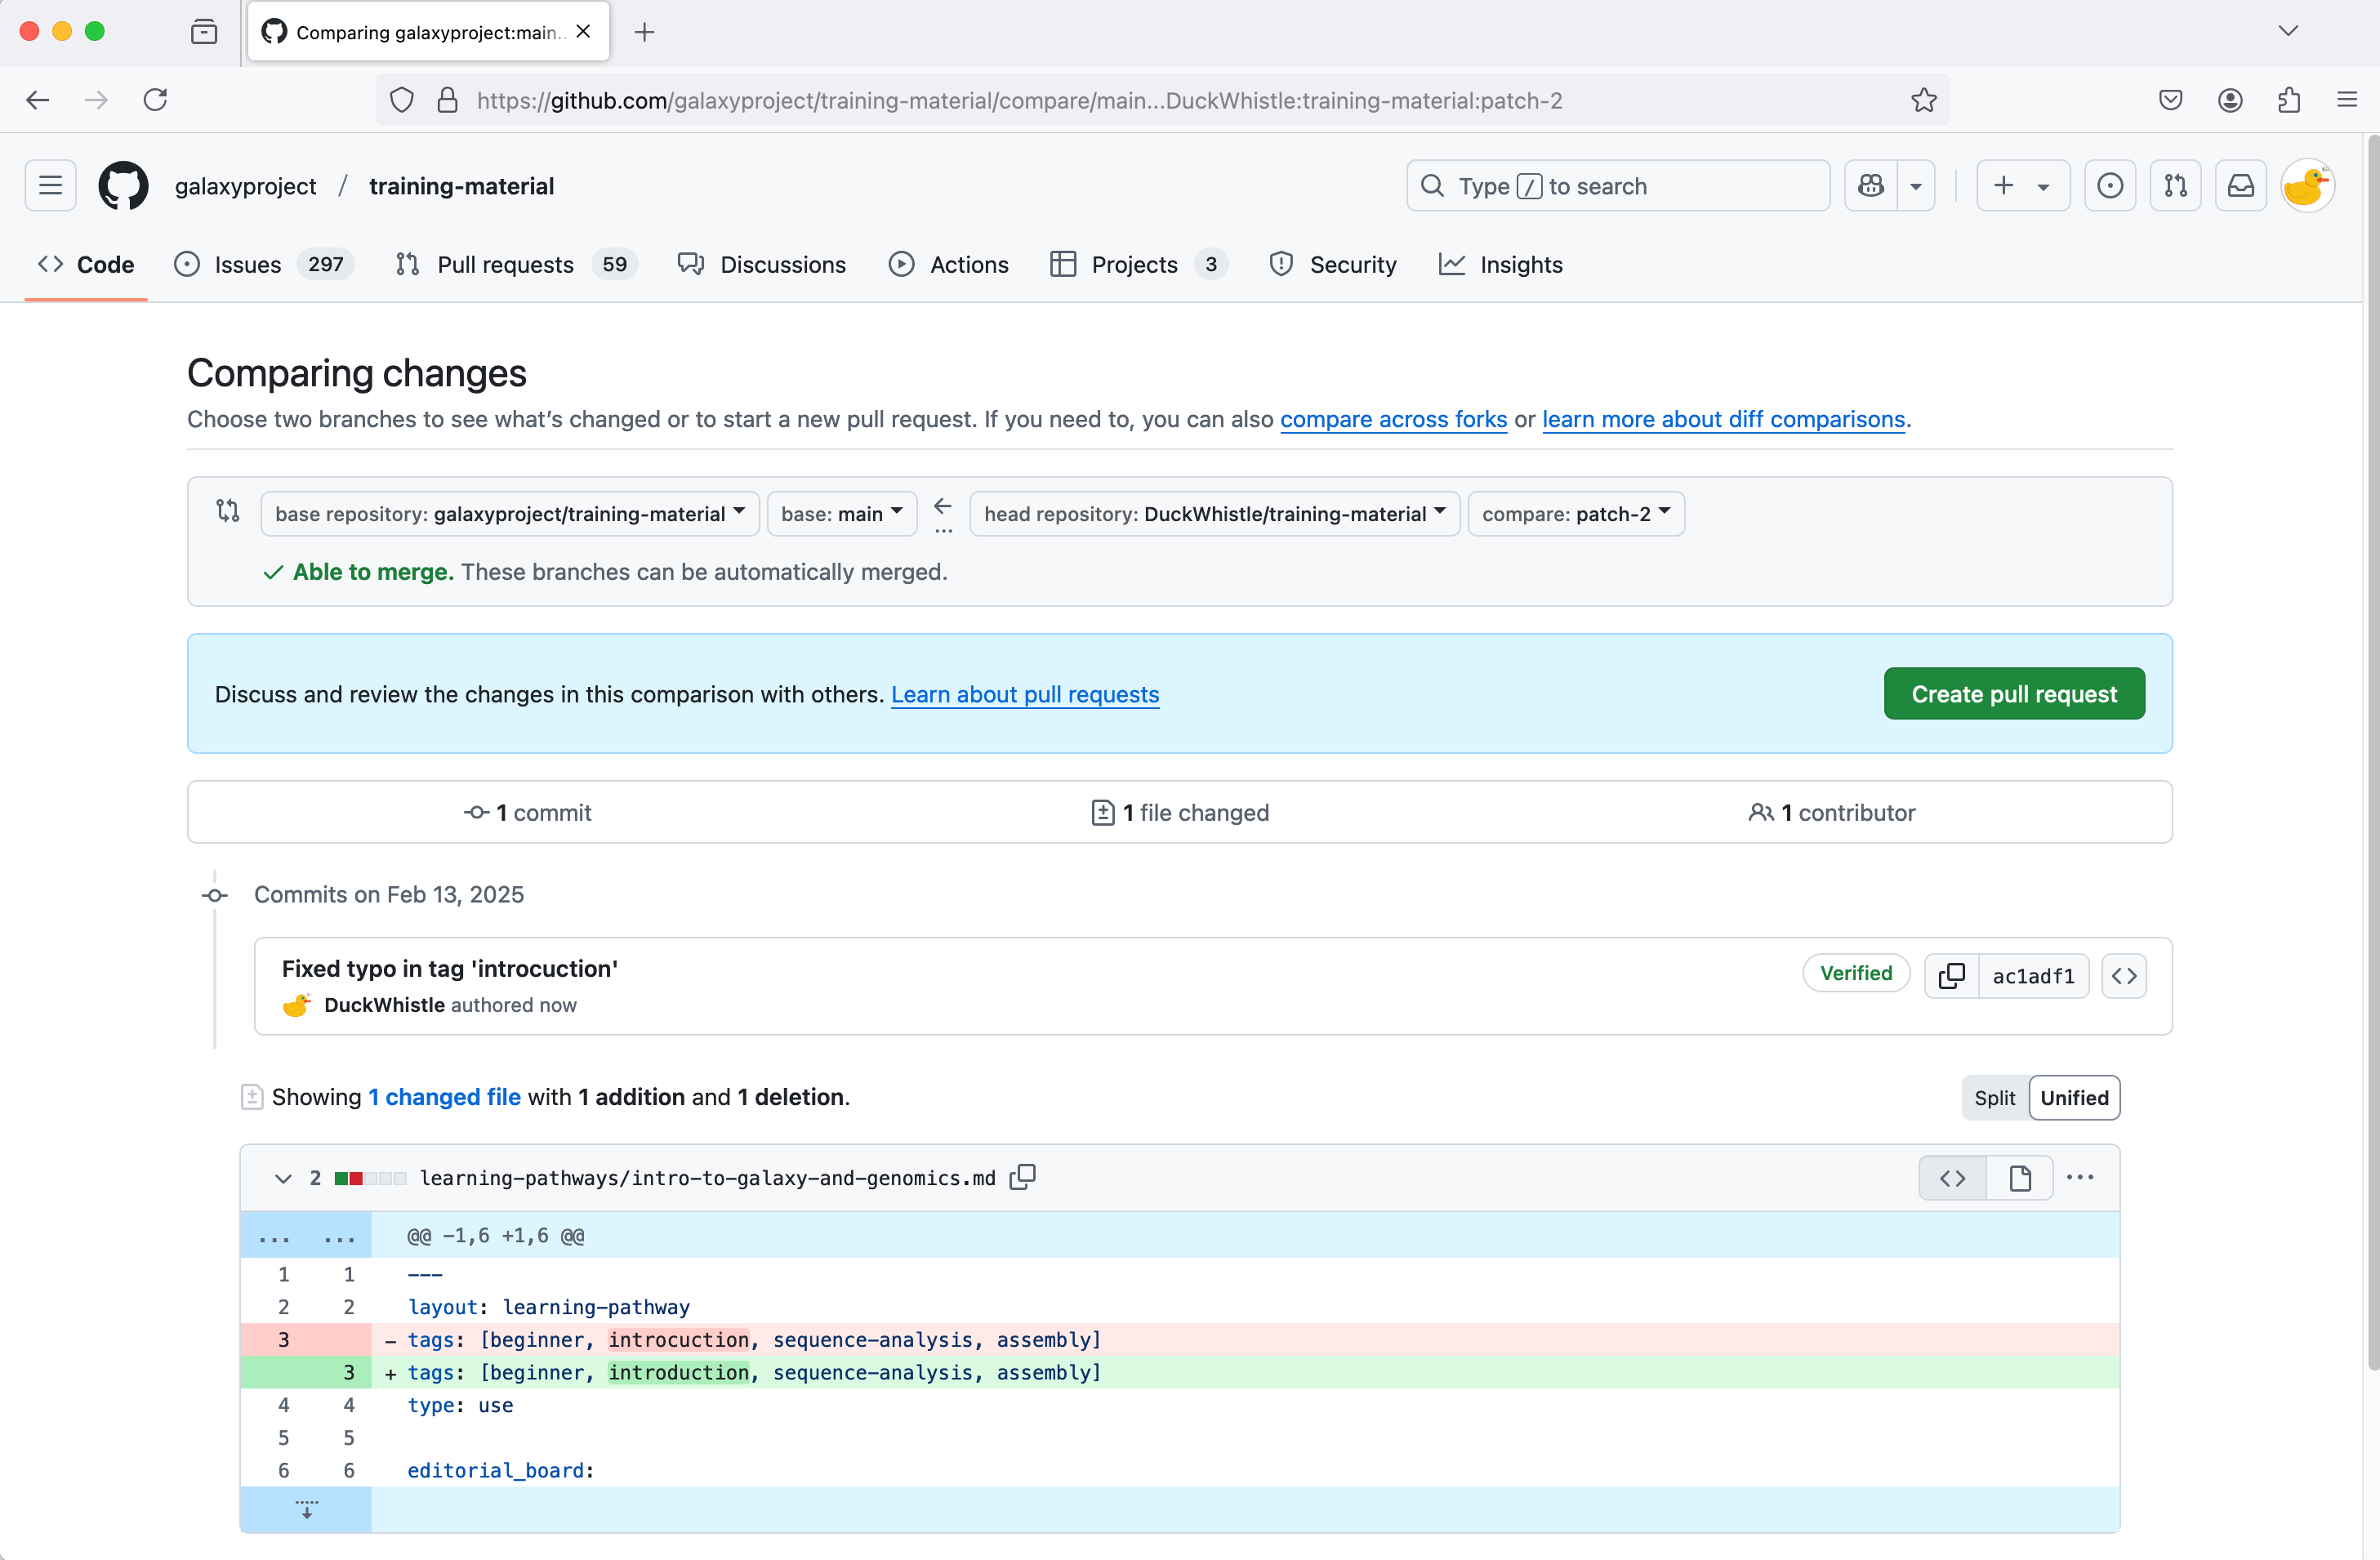 Comparing galaxyproject:main...
https://github.com/galaxyproject/training-material/compare/main...DuckWhistle:training-material:patch-2
galaxyproject / training-material
Type / to search
Code Issues 297 Pull requests 59 Discussions Actions Projects 3 Security Insights
Comparing changes
Choose two branches to see what’s changed or to start a new pull request. If you need to, you can also compare across forks or learn more about diff comparisons.
base repository: galaxyproject/training-material base: main ... head repository: DuckWhistle/training-material compare: patch-2
Able to merge. These branches can be automatically merged.
Discuss and review the changes in this comparison with others. Learn about pull requests
Create pull request
1 commit 1 file changed 1 contributor
Commits on Feb 13, 2025
Fixed typo in tag 'introcuction'
DuckWhistle authored now
Verified ac1adf1
Showing 1 changed file with 1 addition and 1 deletion.
Split Unified
2 learning-pathways/intro-to-galaxy-and-genomics.md
... ... @@ -1,6 +1,6 @@
1 1 ---
2 2 layout: learning-pathway
3 - tags: [beginner, introcuction, sequence-analysis, assembly]
3 + tags: [beginner, introduction, sequence-analysis, assembly]
4 4 type: use
5 5
6 6 editorial_board: